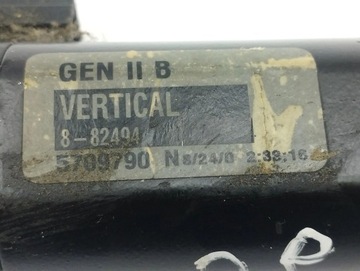 GEN II B
VERTICAL
8-82494
5709790 N 8/24/0 2:33:16